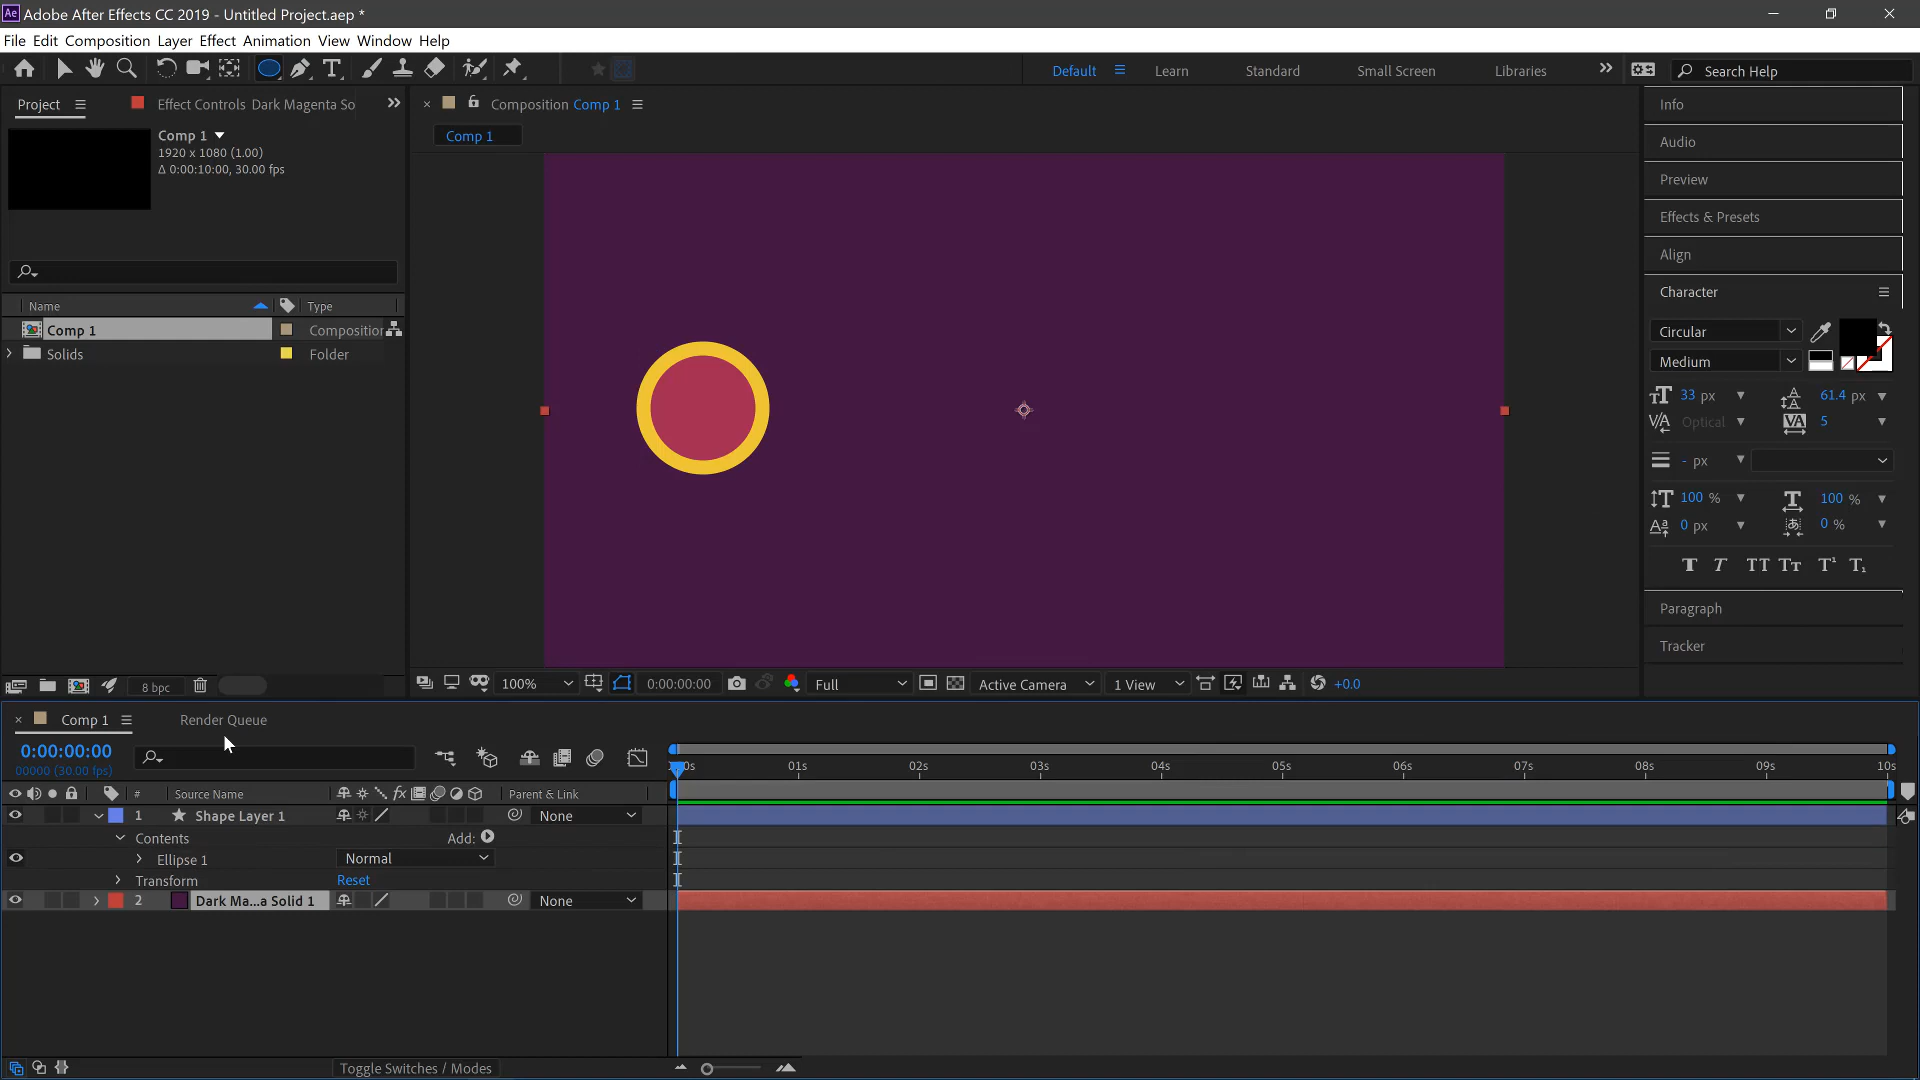 Adobe After Effects CC 2019 - Untitled Project.aep *
File Edit Composition Layer Effect Animation View Window Help
Default Learn Standard Small Screen Libraries Search Help
Project Effect Controls Dark Magenta So
Composition Comp 1
Comp 1
Comp 1
1920 x 1080 (1.00)
Δ 0:00:10:00, 30.00 fps
Name Type
Comp 1 Composition
Solids Folder
8 bpc
100% 0:00:00:00 Full Active Camera 1 View +0.0
Info
Audio
Preview
Effects & Presets
Align
Character
Circular
Medium
33 px 61.4 px
Optical 5
- px
100 % 100 %
0 px 0 %
T T TT Tt T¹ T₁
Paragraph
Tracker
Comp 1 Render Queue
0:00:00:00
00000 (30.00 fps)
01s 02s 03s 04s 05s 06s 07s 08s 09s 10s
# Source Name fx Parent & Link
1 Shape Layer 1 None
Contents Add:
Ellipse 1 Normal
Transform Reset
2 Dark Ma...a Solid 1 None
Toggle Switches / Modes